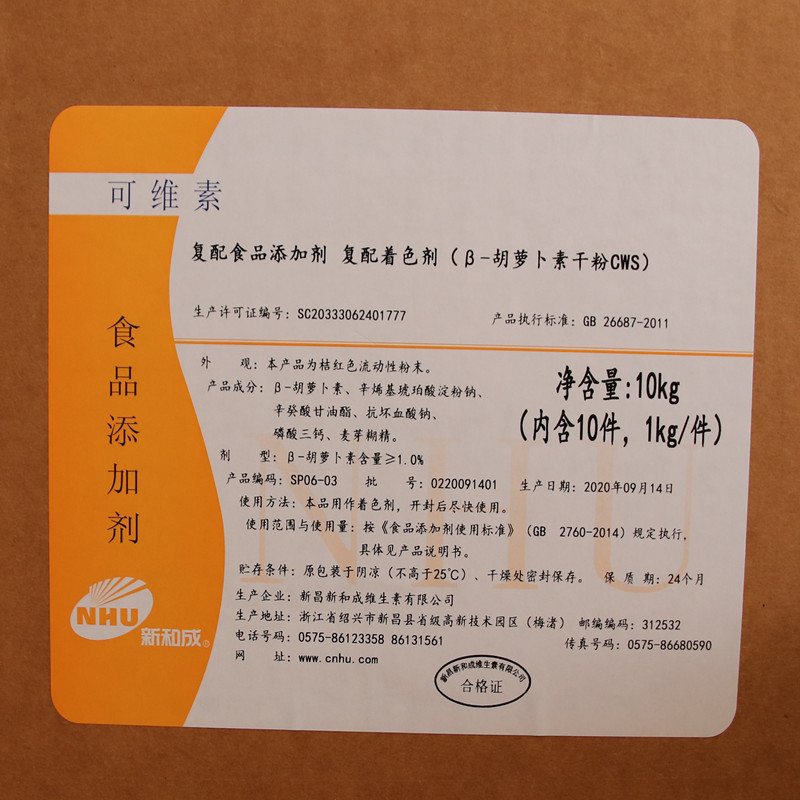 可维素
复配食品添加剂 复配着色剂（β-胡萝卜素干粉CWS）
生产许可证编号：SC20333062401777 产品执行标准：GB 26687-2011
食品添加剂
外 观：本产品为桔红色流动性粉末。
产品成分：β-胡萝卜素、辛烯基琥珀酸淀粉钠、
辛癸酸甘油酯、抗坏血酸钠、
磷酸三钙、麦芽糊精。
净含量:10kg
（内含10件，1kg/件）
剂 型：β-胡萝卜素含量≥1.0%
产品编码：SP06-03 批 号：0220091401 生产日期：2020年09月14日
使用方法：本品用作着色剂，开封后尽快使用。
使用范围与使用量：按《食品添加剂使用标准》（GB 2760-2014）规定执行，
具体见产品说明书。
贮存条件：原包装于阴凉（不高于25℃）、干燥处密封保存。 保 质 期：24个月
生产企业：新昌新和成维生素有限公司
生产地址：浙江省绍兴市新昌县省级高新技术园区（梅渚） 邮编编码：312532
电话号码：0575-86123358 86131561 传真号码：0575-86680590
网 址：www.cnhu.com
NHU
新和成®
新昌新和成维生素有限公司
合格证
NHU